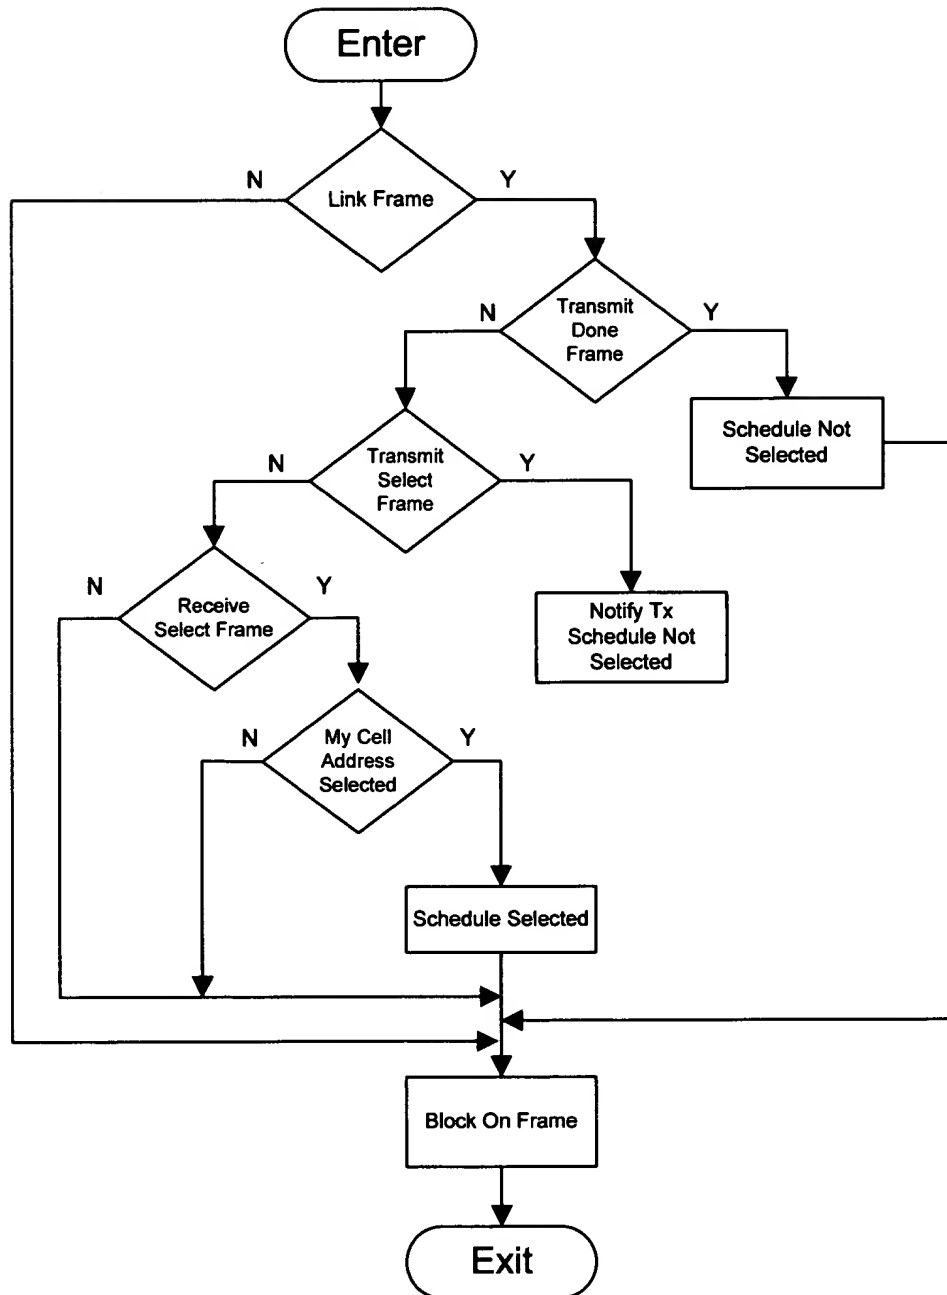 Enter
N
Y
Link Frame
N
Y
Transmit
Done
Frame
Schedule Not
Selected
N
Y
Transmit
Select
Frame
N
Y
Receive
Select Frame
Notify Tx
Schedule Not
Selected
N
Y
My Cell
Address
Selected
Schedule Selected
Block On Frame
Exit